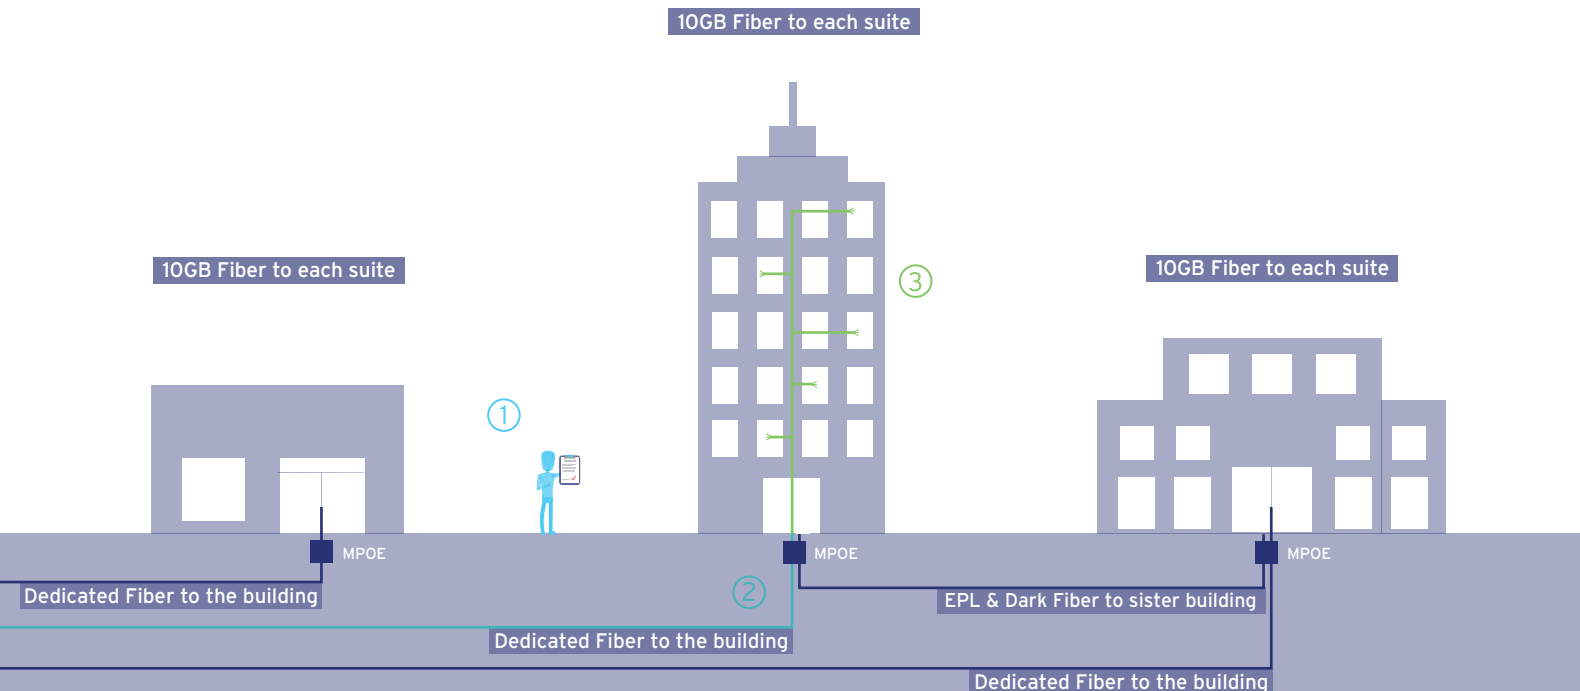 10GB Fiber to each suite
10GB Fiber to each suite
10GB Fiber to each suite
3
1
MPOE
MPOE
MPOE
Dedicated Fiber to the building
2
EPL & Dark Fiber to sister building
Dedicated Fiber to the building
Dedicated Fiber to the building